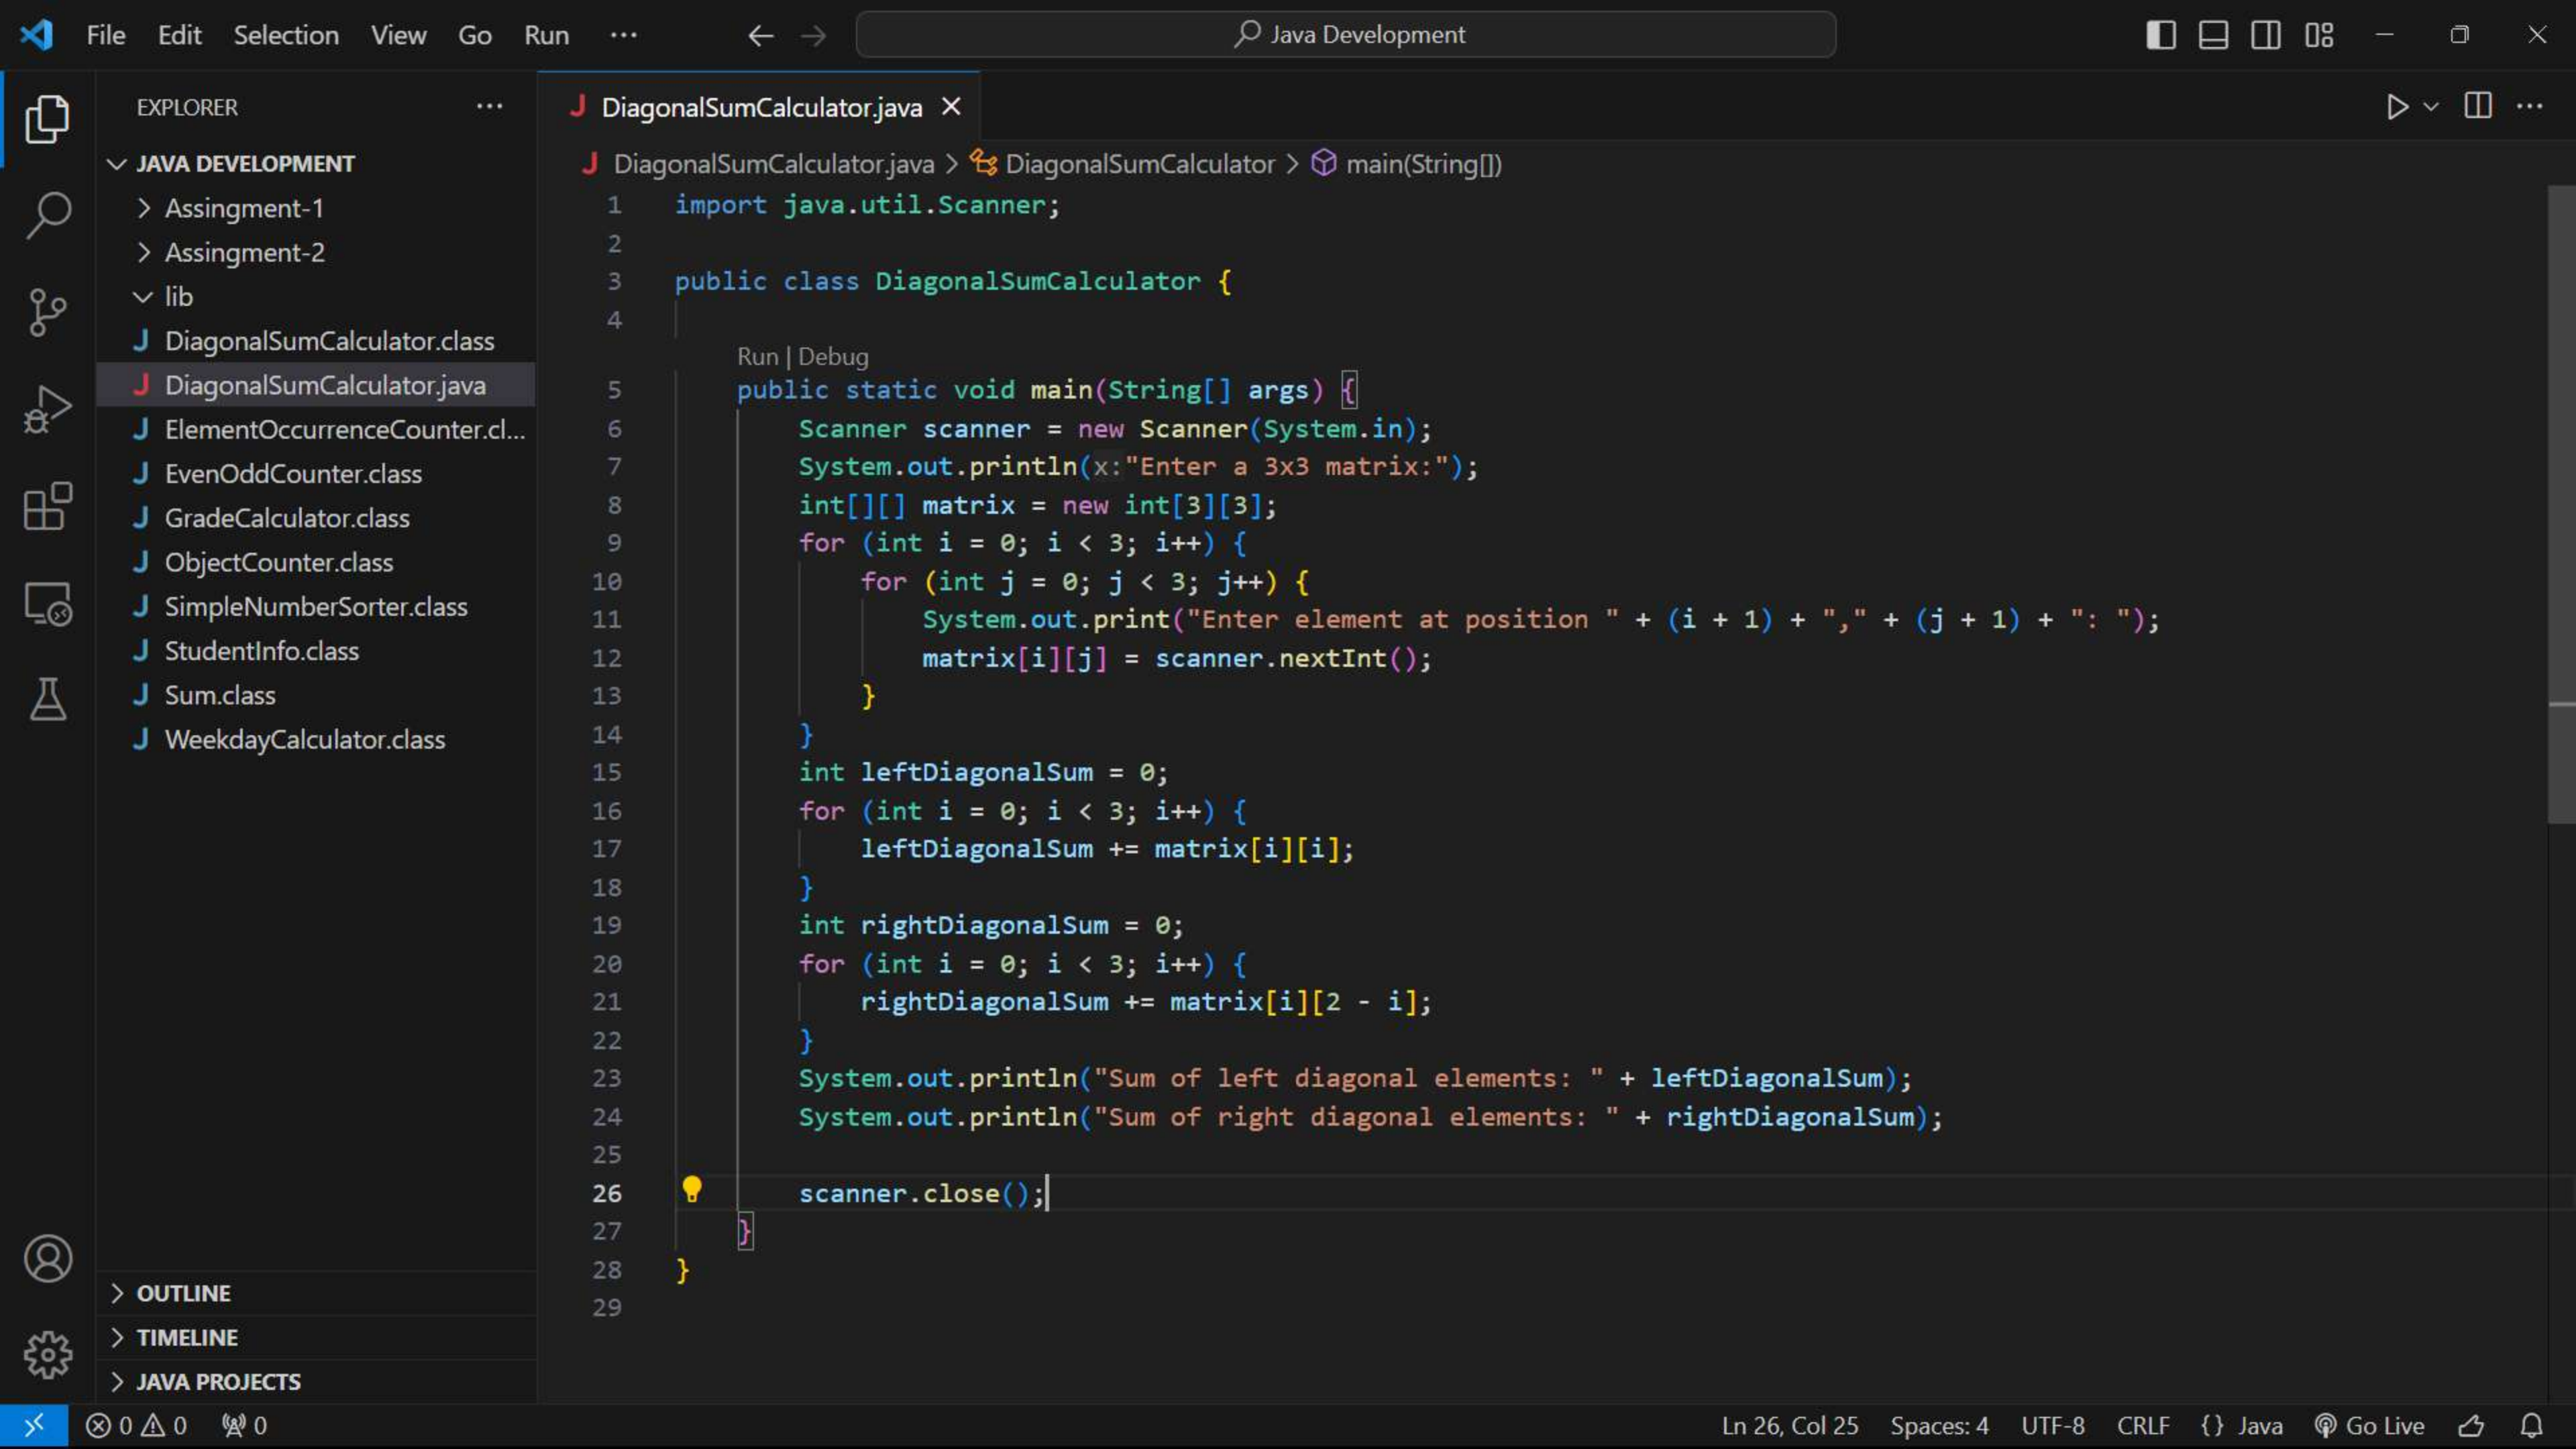 File Edit Selection View Go Run ··· Java Development
EXPLORER
JAVA DEVELOPMENT
Assingment-1
Assingment-2
lib
DiagonalSumCalculator.class
DiagonalSumCalculator.java
ElementOccurrenceCounter.cl...
EvenOddCounter.class
GradeCalculator.class
ObjectCounter.class
SimpleNumberSorter.class
StudentInfo.class
Sum.class
WeekdayCalculator.class
OUTLINE
TIMELINE
JAVA PROJECTS
J DiagonalSumCalculator.java
J DiagonalSumCalculator.java > DiagonalSumCalculator > main(String[])
1 import java.util.Scanner;
2
3 public class DiagonalSumCalculator {
4
Run | Debug
5 public static void main(String[] args) {
6 Scanner scanner = new Scanner(System.in);
7 System.out.println(x:"Enter a 3x3 matrix:");
8 int[][] matrix = new int[3][3];
9 for (int i = 0; i < 3; i++) {
10 for (int j = 0; j < 3; j++) {
11 System.out.print("Enter element at position " + (i + 1) + "," + (j + 1) + ": ");
12 matrix[i][j] = scanner.nextInt();
13 }
14 }
15 int leftDiagonalSum = 0;
16 for (int i = 0; i < 3; i++) {
17 leftDiagonalSum += matrix[i][i];
18 }
19 int rightDiagonalSum = 0;
20 for (int i = 0; i < 3; i++) {
21 rightDiagonalSum += matrix[i][2 - i];
22 }
23 System.out.println("Sum of left diagonal elements: " + leftDiagonalSum);
24 System.out.println("Sum of right diagonal elements: " + rightDiagonalSum);
25
26 scanner.close();
27 }
28 }
29
0 0 0 Ln 26, Col 25 Spaces: 4 UTF-8 CRLF {} Java Go Live